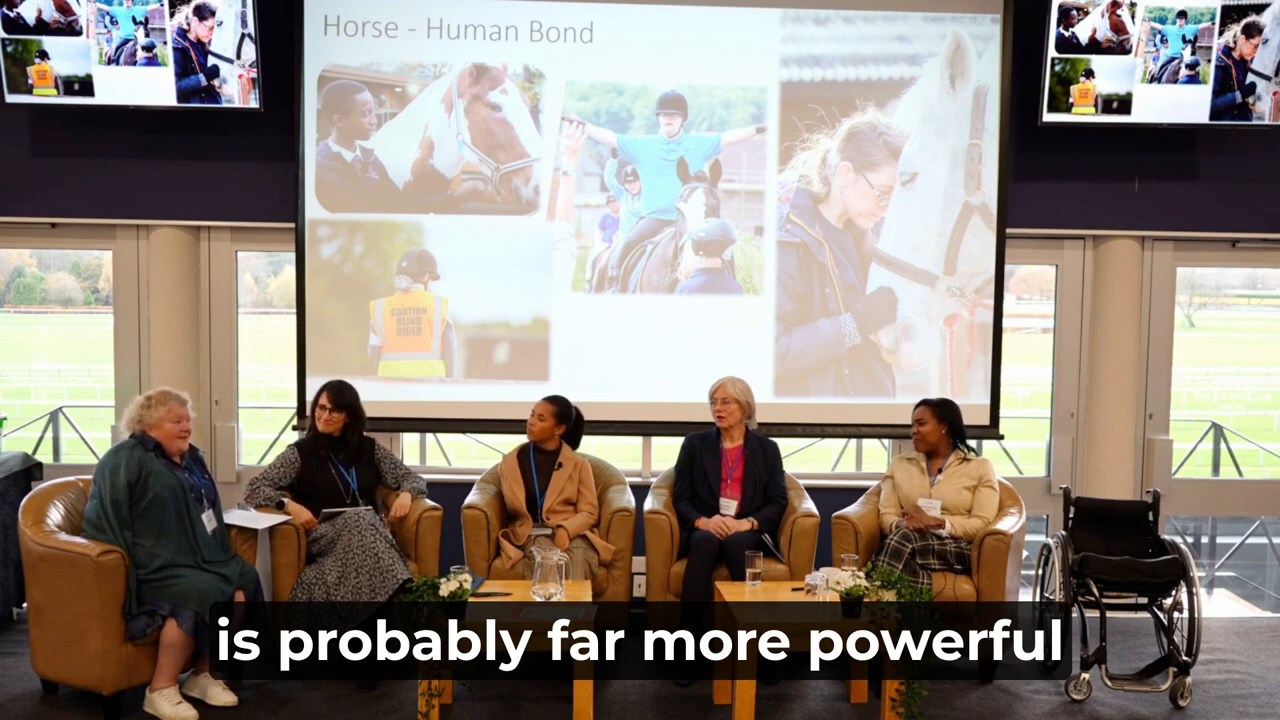 Horse - Human Bond
CAUTION
BLIND
RIDER
is probably far more powerful